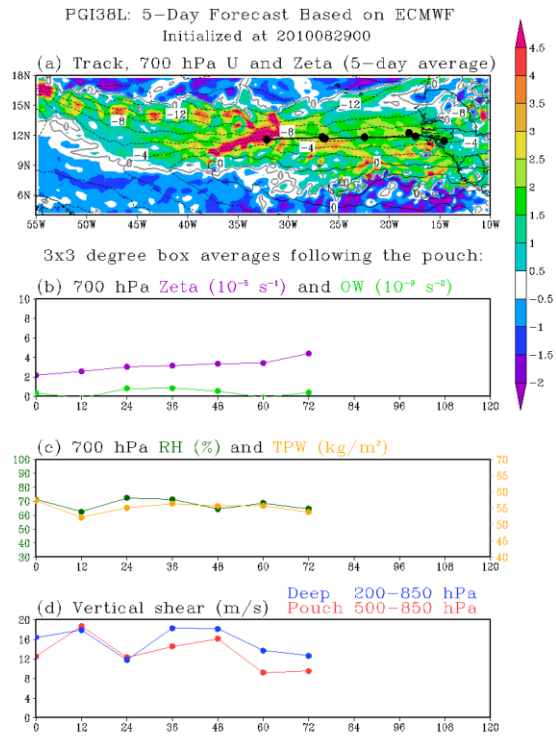 PGI38L: 5-Day Forecast Based on ECMWF
Initialized at 2010082900
(a) Track, 700 hPa U and Zeta (5-day average)
18N
15N
12N
9N
6N
55W 50W 45W 40W 35W 30W 25W 20W 15W 10W
0 -12 -12 -8 -8 -4 -4 0 0
4.5
4
3.5
3
2.5
2
1.5
1
0.5
-0.5
-1
-1.5
-2
3x3 degree box averages following the pouch:
(b) 700 hPa Zeta (10⁻⁵ s⁻¹) and OW (10⁻⁹ s⁻²)
10
8
6
4
2
0
0 12 24 36 48 60 72 84 96 108 120
(c) 700 hPa RH (%) and TPW (kg/m²)
100
90
80
70
60
50
40
30
70
65
60
55
50
45
40
0 12 24 36 48 60 72 84 96 108 120
Deep 200-850 hPa
(d) Vertical shear (m/s) Pouch 500-850 hPa
20
16
12
8
4
0
0 12 24 36 48 60 72 84 96 108 120